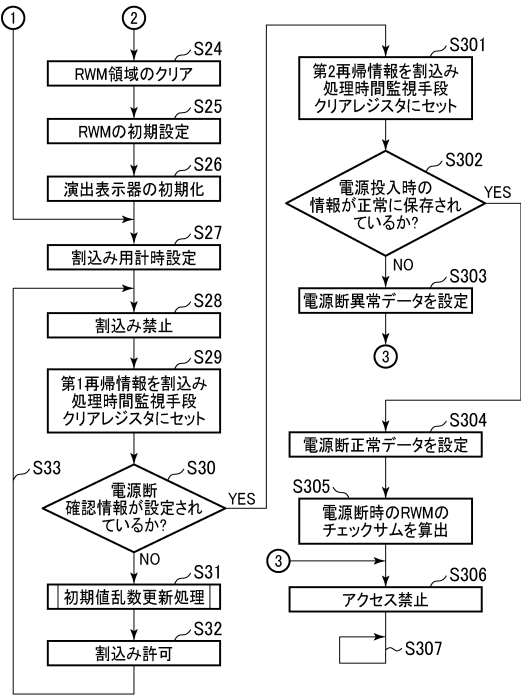 1
2
S24
RWM領域のクリア
S25
RWMの初期設定
S26
演出表示器の初期化
S27
割込み用計時設定
S28
割込み禁止
S29
第1再帰情報を割込み
処理時間監視手段
クリアレジスタにセット
S33
S30
電源断
確認情報が設定され
ているか?
YES
NO
S31
初期値乱数更新処理
S32
割込み許可
S301
第2再帰情報を割込み
処理時間監視手段
クリアレジスタにセット
S302
電源投入時の
情報が正常に保存され
ているか?
YES
NO
S303
電源断異常データを設定
3
S304
電源断正常データを設定
S305
電源断時のRWMの
チェックサムを算出
3
S306
アクセス禁止
S307